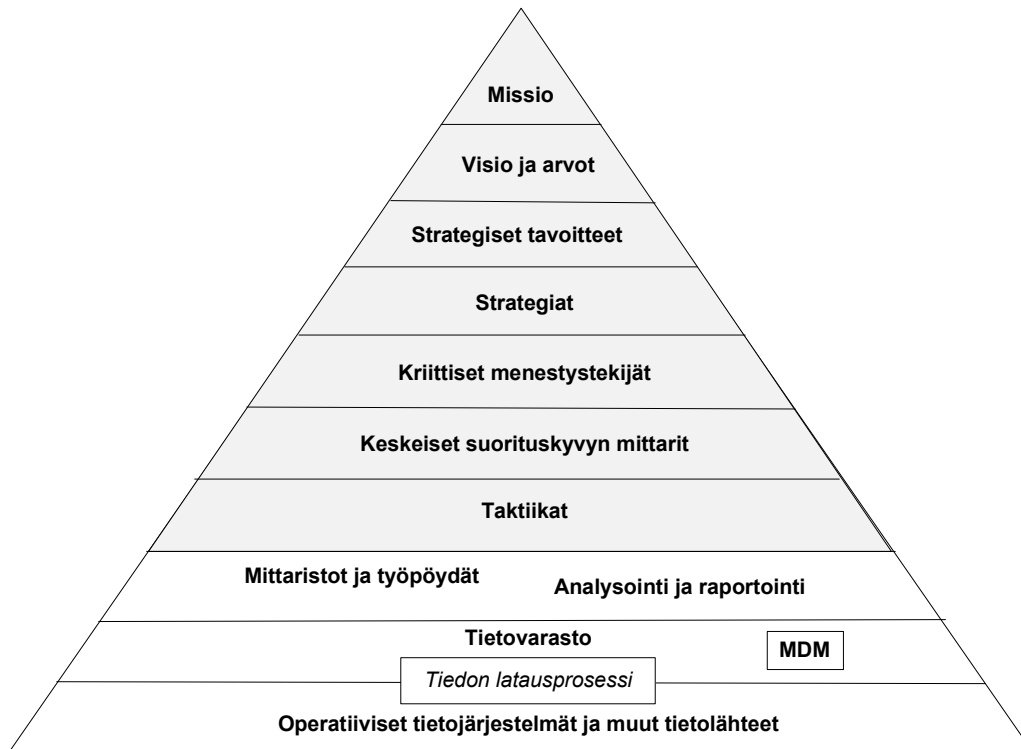 Missio
Visio ja arvot
Strategiset tavoitteet
Strategiat
Kriittiset menestystekijät
Keskeiset suorituskyvyn mittarit
Taktiikat
Mittaristot ja työpöydät
Analysointi ja raportointi
Tietovarasto
MDM
Tiedon latausprosessi
Operatiiviset tietojärjestelmät ja muut tietolähteet